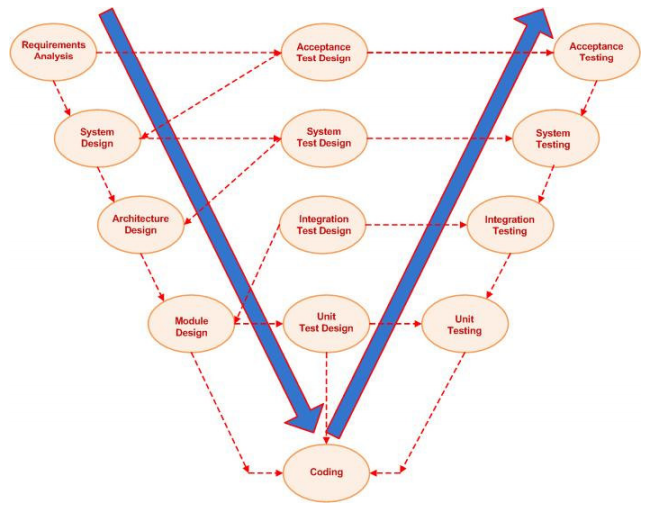 Requirements
Analysis
Acceptance
Test Design
Acceptance
Testing
System
Design
System
Test Design
System
Testing
Architecture
Design
Integration
Test Design
Integration
Testing
Module
Design
Unit
Test Design
Unit
Testing
Coding